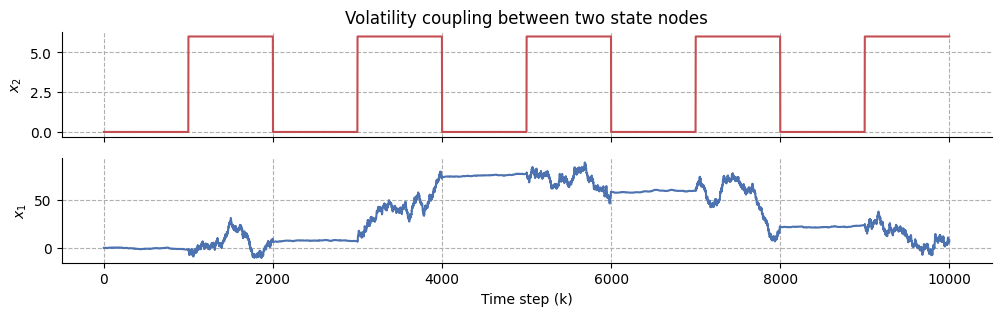 Volatility coupling between two state nodes
5.0
2.5
0.0
x₂
50
0
x₁
0 2000 4000 6000 8000 10000
Time step (k)